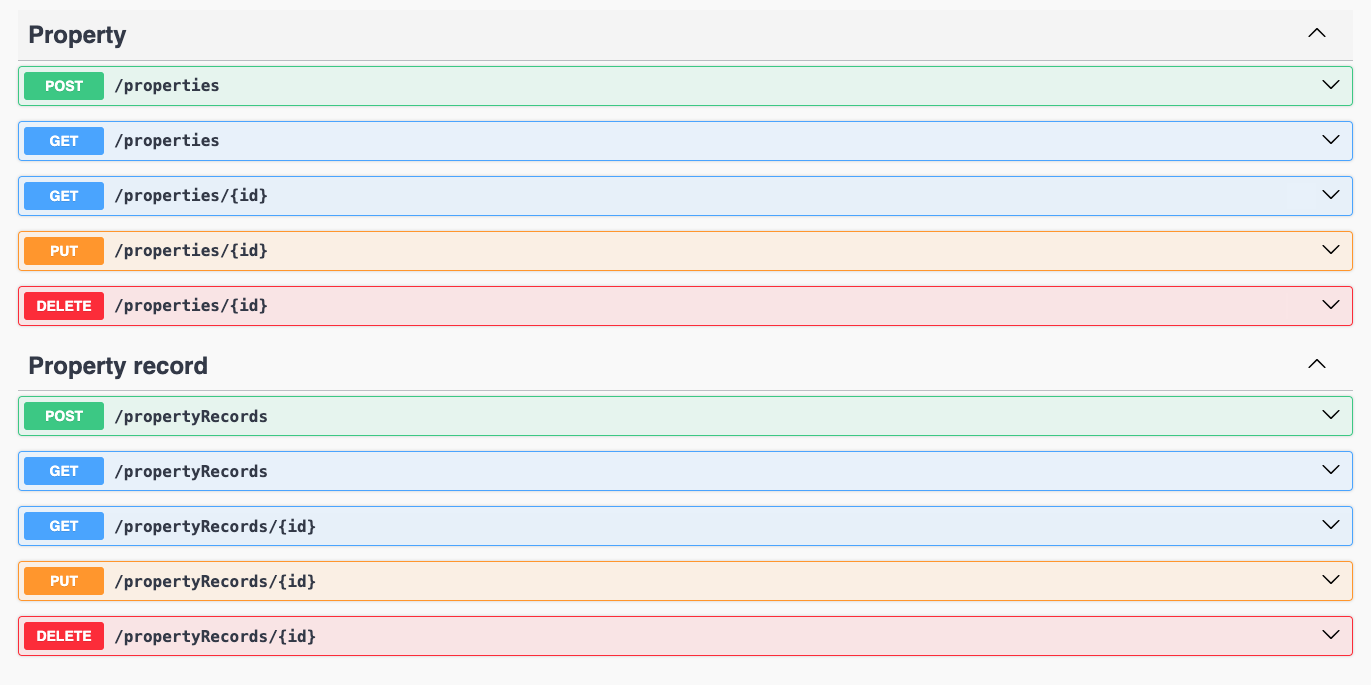 Property
POST /properties
GET /properties
GET /properties/{id}
PUT /properties/{id}
DELETE /properties/{id}
Property record
POST /propertyRecords
GET /propertyRecords
GET /propertyRecords/{id}
PUT /propertyRecords/{id}
DELETE /propertyRecords/{id}